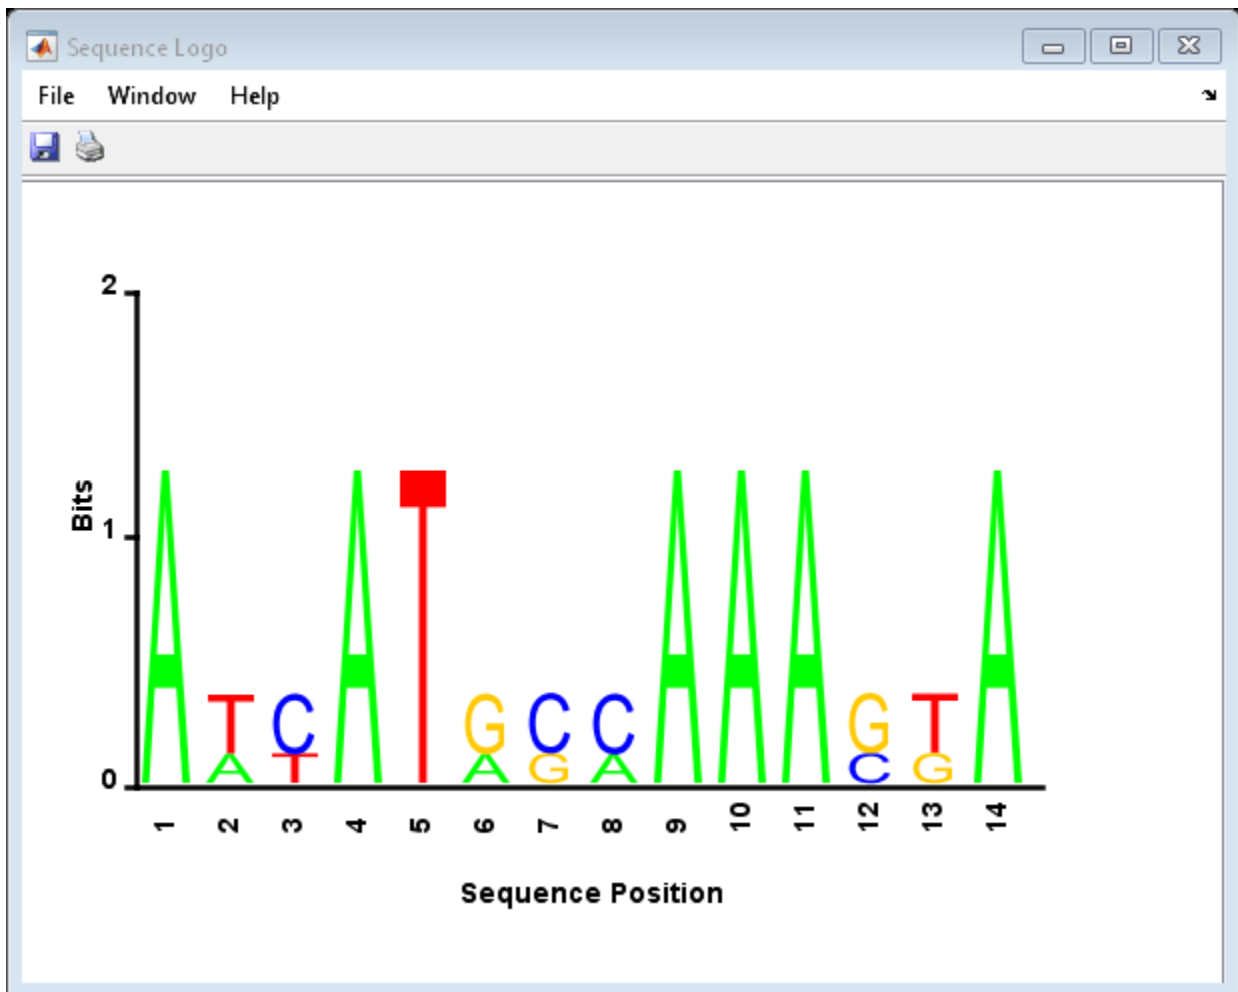 Sequence Logo
File Window Help
2
1
0
Bits
A T C A T G C C A A A G T A
A T A G A C G
1 2 3 4 5 6 7 8 9 10 11 12 13 14
Sequence Position